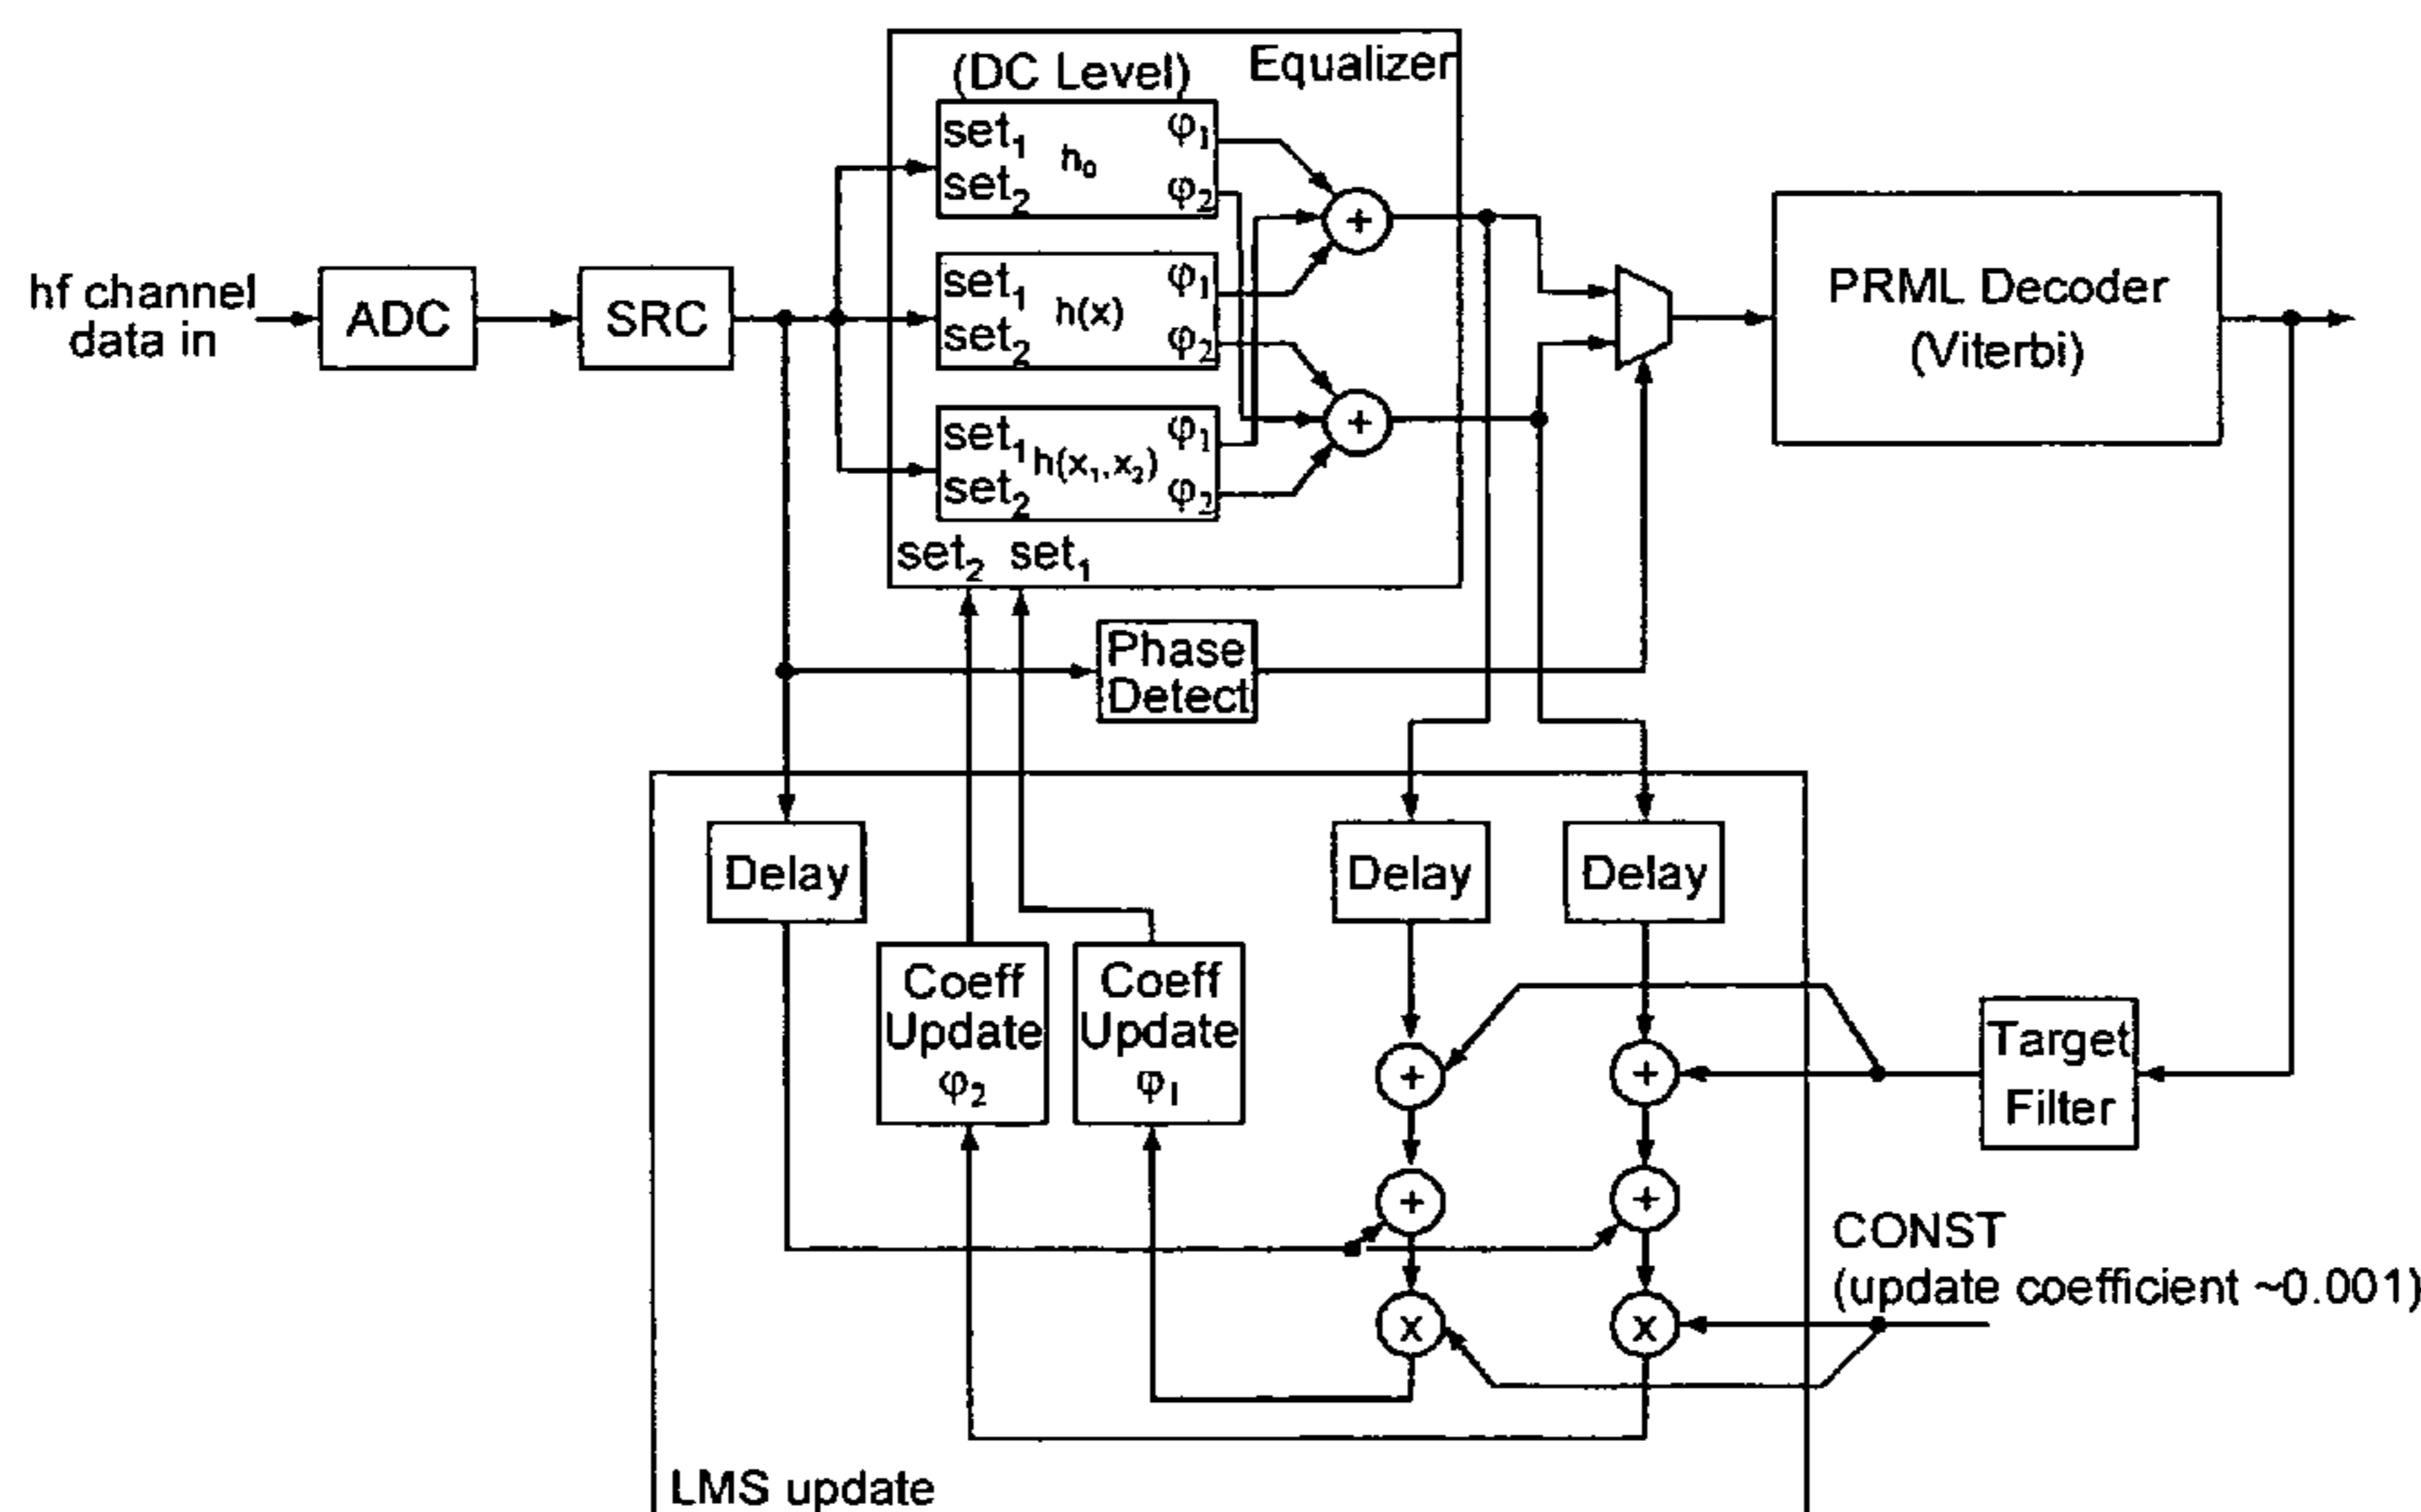 (DC Level)
Equalizer
set₁ h₀ φ₁
set₂ φ₂
set₁ h(x) φ₁
set₂ φ₂
set₁ h(x₁,x₂) φ₁
set₂ φ₂
set₂ set₁
+
+
hf channel
data in
ADC
SRC
PRML Decoder
(Viterbi)
Phase
Detect
Delay
Delay
Delay
Coeff
Update
φ₂
Coeff
Update
φ₁
+
+
Target
Filter
+
+
CONST
(update coefficient ~0.001)
x
x
LMS update